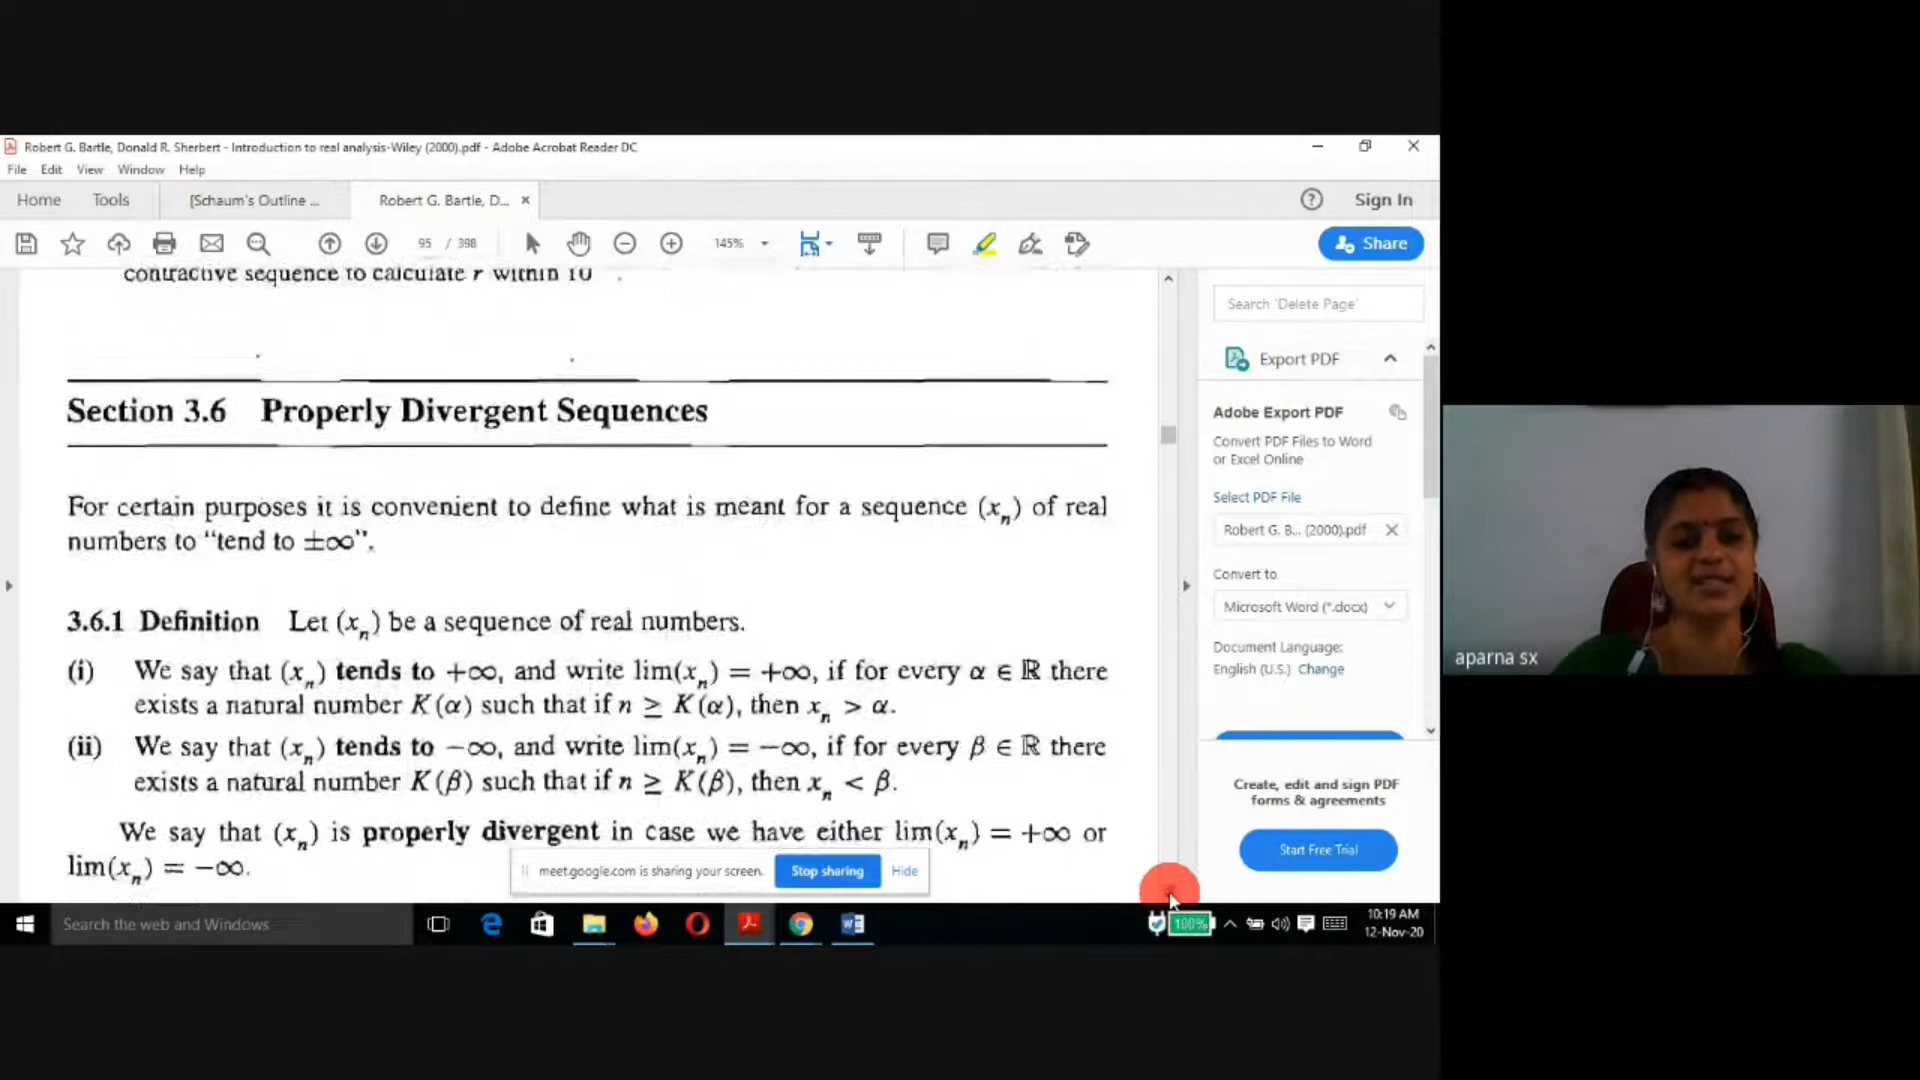 Robert G. Bartle, Donald R. Sherbert - Introduction to real analysis-Wiley (2000).pdf - Adobe Acrobat Reader DC
File Edit View Window Help
Home Tools [Schaum's Outline ... Robert G. Bartle, D... × Sign In
95 / 398 145% Share
contractive sequence to calculate r within 10
Section 3.6 Properly Divergent Sequences
For certain purposes it is convenient to define what is meant for a sequence (xₙ) of real
numbers to “tend to ±∞”.
3.6.1 Definition Let (xₙ) be a sequence of real numbers.
(i) We say that (xₙ) tends to +∞, and write lim(xₙ) = +∞, if for every α ∈ ℝ there
exists a natural number K(α) such that if n ≥ K(α), then xₙ > α.
(ii) We say that (xₙ) tends to −∞, and write lim(xₙ) = −∞, if for every β ∈ ℝ there
exists a natural number K(β) such that if n ≥ K(β), then xₙ < β.
We say that (xₙ) is properly divergent in case we have either lim(xₙ) = +∞ or
lim(xₙ) = −∞.
Search 'Delete Page'
Export PDF
Adobe Export PDF
Convert PDF Files to Word
or Excel Online
Select PDF File
Robert G. B... (2000).pdf
Convert to
Microsoft Word (*.docx)
Document Language:
English (U.S.) Change
Create, edit and sign PDF
forms & agreements
Start Free Trial
meet.google.com is sharing your screen. Stop sharing Hide
Search the web and Windows
100%
10:19 AM
12-Nov-20
aparna sx